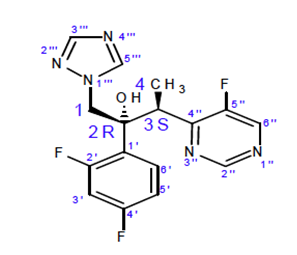 3''' 4'''
N
2''' N 5'''
N 1'''
4 CH3 F
1 OH 5''
4'' 6''
2R 3S
F 2' 1' N N
6' 3'' 2'' 1''
3' 5'
4'
F